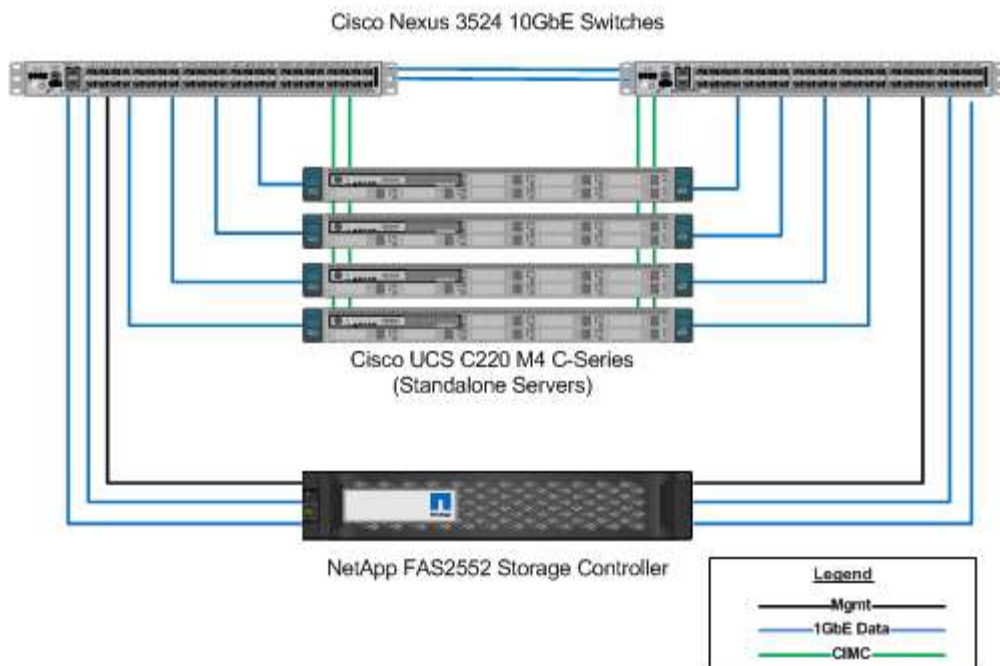 Cisco Nexus 3524 10GbE Switches
Cisco UCS C220 M4 C-Series
(Standalone Servers)
NetApp FAS2552 Storage Controller
Legend
Mgmt
1GbE Data
CIMC